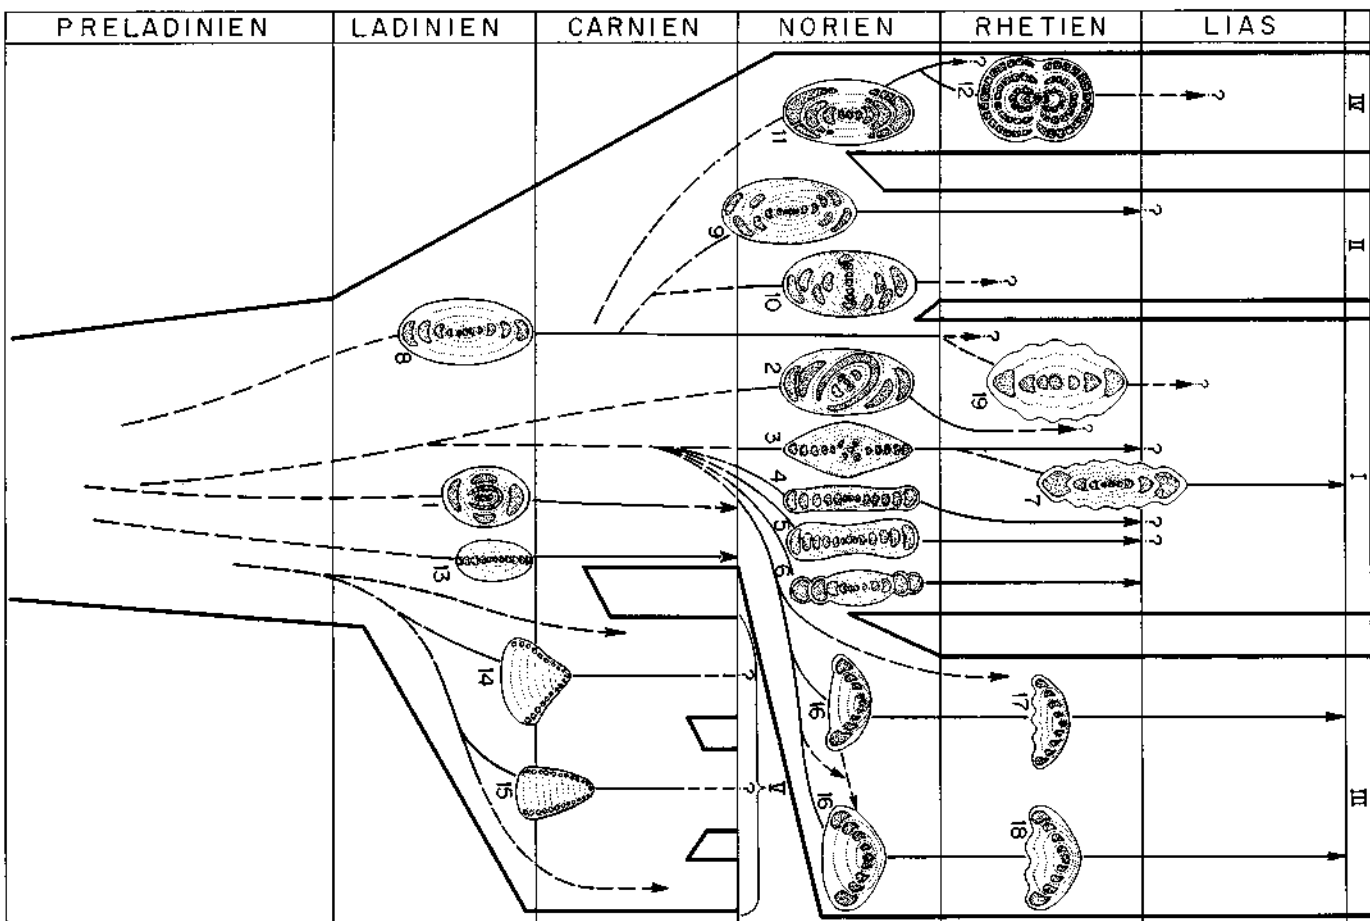 PRELADINIEN LADINIEN CARNIEN NORIEN RHETIEN LIAS
? 12 ? IV
11
9 ? II
10 ?
8 ?
2 19 ?
?
3 ?
4 7 I
1 5 ?
?
13 6
14 ? 16 17
15 ? V 16 18 III